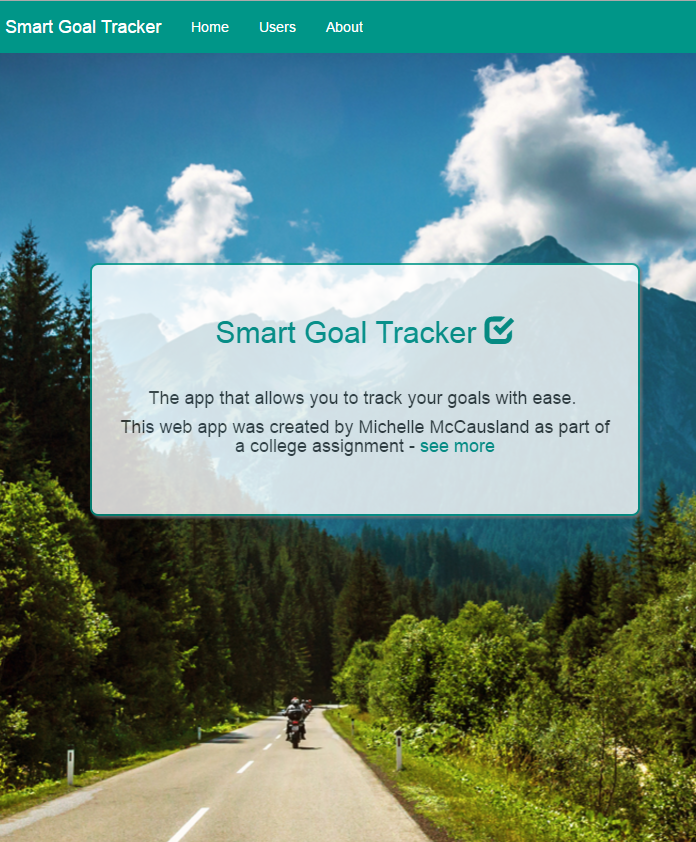 Smart Goal Tracker Home Users About
Smart Goal Tracker
The app that allows you to track your goals with ease.
This web app was created by Michelle McCausland as part of
a college assignment - see more